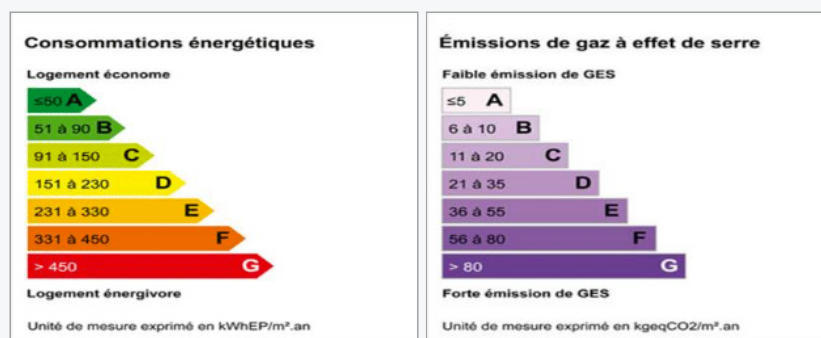 Consommations énergétiques
Logement économe
≤50 A
51 à 90 B
91 à 150 C
151 à 230 D
231 à 330 E
331 à 450 F
> 450 G
Logement énergivore
Unité de mesure exprimé en kWhEP/m².an
Émissions de gaz à effet de serre
Faible émission de GES
≤5 A
6 à 10 B
11 à 20 C
21 à 35 D
36 à 55 E
56 à 80 F
> 80 G
Forte émission de GES
Unité de mesure exprimé en kgeqCO2/m².an